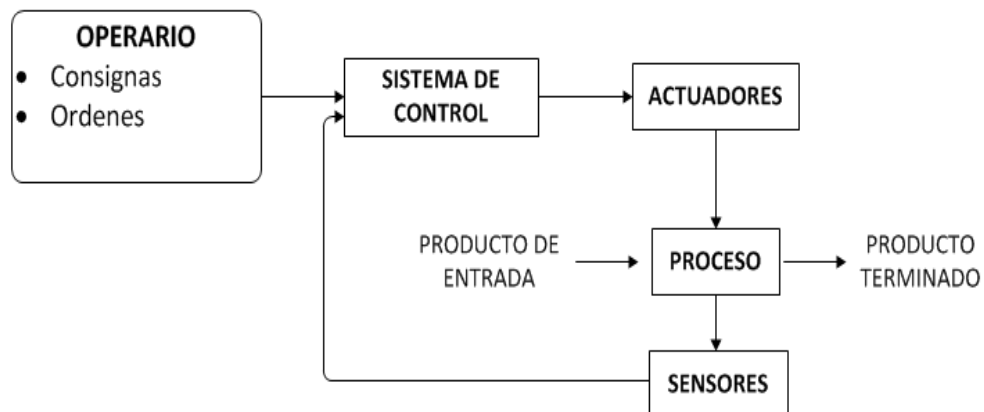 OPERARIO
• Consignas
• Ordenes
SISTEMA DE
CONTROL
ACTUADORES
PRODUCTO DE
ENTRADA
PROCESO
PRODUCTO
TERMINADO
SENSORES